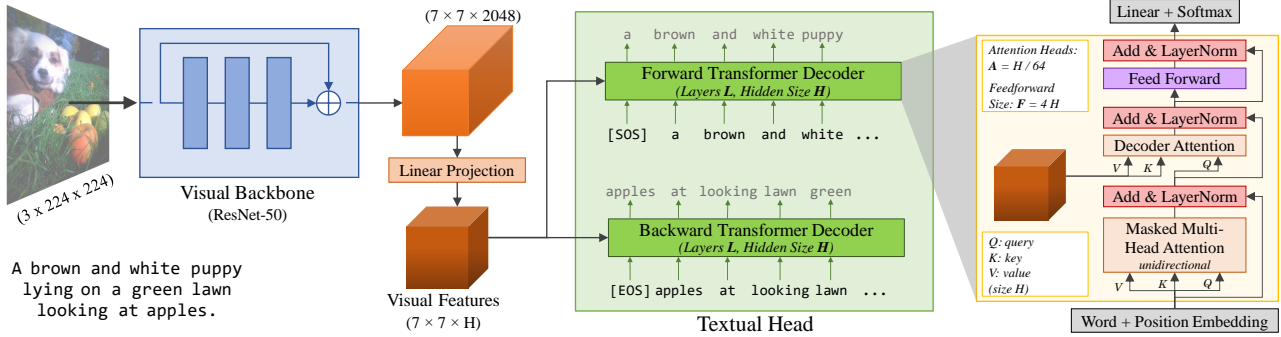 (3 x 224 x 224)
A brown and white puppy
lying on a green lawn
looking at apples.
Visual Backbone
(ResNet-50)
(7 × 7 × 2048)
Linear Projection
Visual Features
(7 × 7 × H)
a brown and white puppy
Forward Transformer Decoder
(Layers L, Hidden Size H)
[SOS] a brown and white ...
apples at looking lawn green
Backward Transformer Decoder
(Layers L, Hidden Size H)
[EOS] apples at looking lawn ...
Textual Head
Linear + Softmax
Attention Heads:
A = H / 64
Feedforward
Size: F = 4 H
Add & LayerNorm
Feed Forward
Add & LayerNorm
Decoder Attention
V K Q
Add & LayerNorm
Masked Multi-
Head Attention
unidirectional
V K Q
Q: query
K: key
V: value
(size H)
Word + Position Embedding